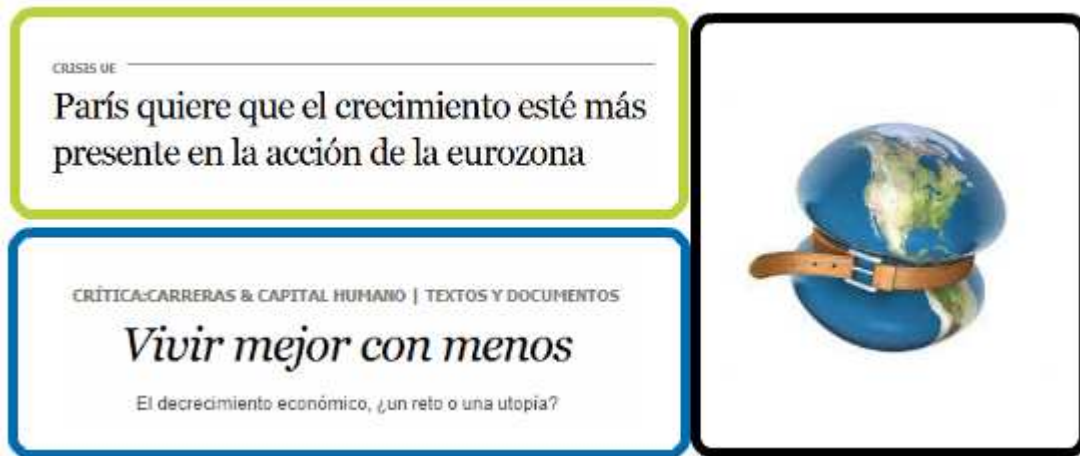 CRISIS UE
París quiere que el crecimiento esté más
presente en la acción de la eurozona
CRÍTICA:CARRERAS & CAPITAL HUMANO | TEXTOS Y DOCUMENTOS
Vivir mejor con menos
El decrecimiento económico, ¿un reto o una utopía?